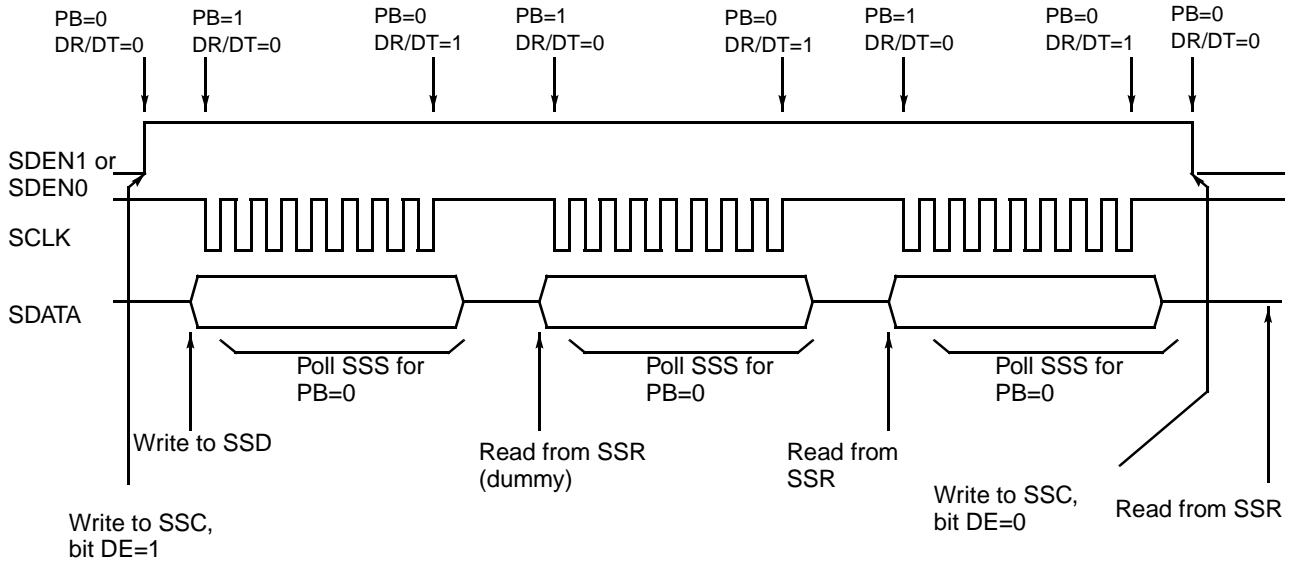 PB=0
DR/DT=0
PB=1
DR/DT=0
PB=0
DR/DT=1
PB=1
DR/DT=0
PB=0
DR/DT=1
PB=1
DR/DT=0
PB=0
DR/DT=1
PB=0
DR/DT=0
SDEN1 or
SDEN0
SCLK
SDATA
Poll SSS for
PB=0
Poll SSS for
PB=0
Poll SSS for
PB=0
Write to SSD
Read from SSR
(dummy)
Read from
SSR
Write to SSC,
bit DE=0
Read from SSR
Write to SSC,
bit DE=1